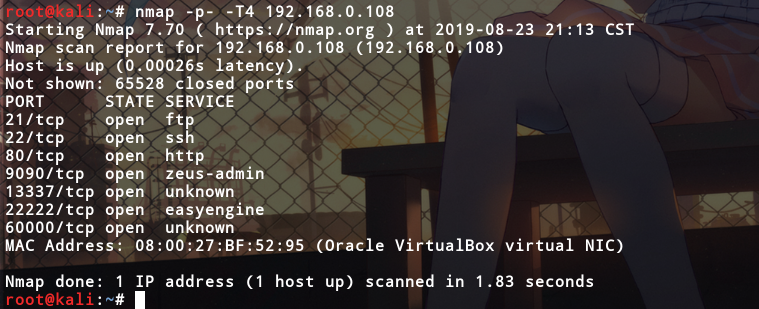 root@kali:~# nmap -p- -T4 192.168.0.108
Starting Nmap 7.70 ( https://nmap.org ) at 2019-08-23 21:13 CST
Nmap scan report for 192.168.0.108 (192.168.0.108)
Host is up (0.00026s latency).
Not shown: 65528 closed ports
PORT      STATE SERVICE
21/tcp    open  ftp
22/tcp    open  ssh
80/tcp    open  http
9090/tcp  open  zeus-admin
13337/tcp open  unknown
22222/tcp open  easyengine
60000/tcp open  unknown
MAC Address: 08:00:27:BF:52:95 (Oracle VirtualBox virtual NIC)
Nmap done: 1 IP address (1 host up) scanned in 1.83 seconds
root@kali:~#